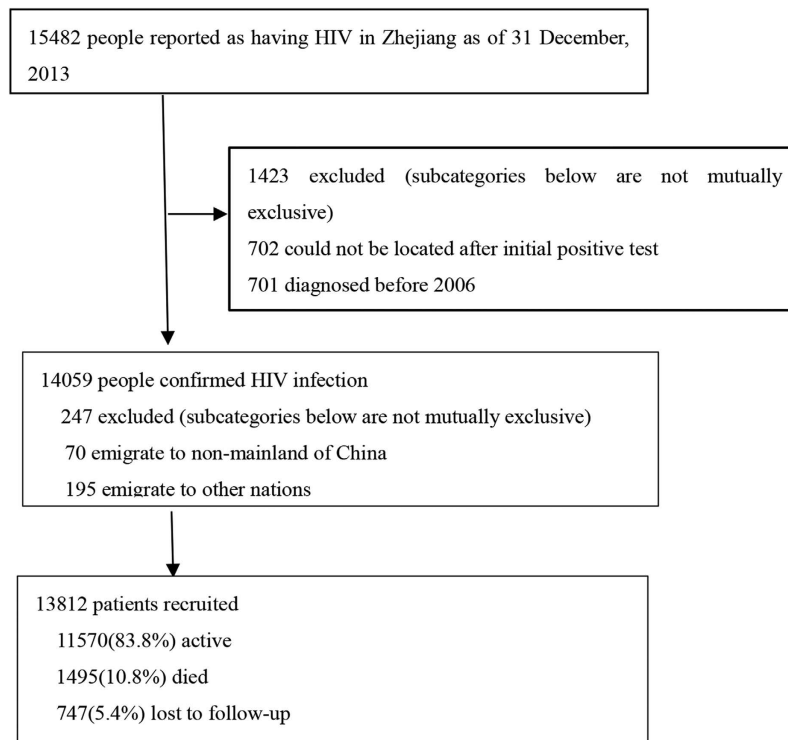 15482 people reported as having HIV in Zhejiang as of 31 December,
2013
1423 excluded (subcategories below are not mutually
exclusive)
702 could not be located after initial positive test
701 diagnosed before 2006
14059 people confirmed HIV infection
247 excluded (subcategories below are not mutually exclusive)
70 emigrate to non-mainland of China
195 emigrate to other nations
13812 patients recruited
11570(83.8%) active
1495(10.8%) died
747(5.4%) lost to follow-up